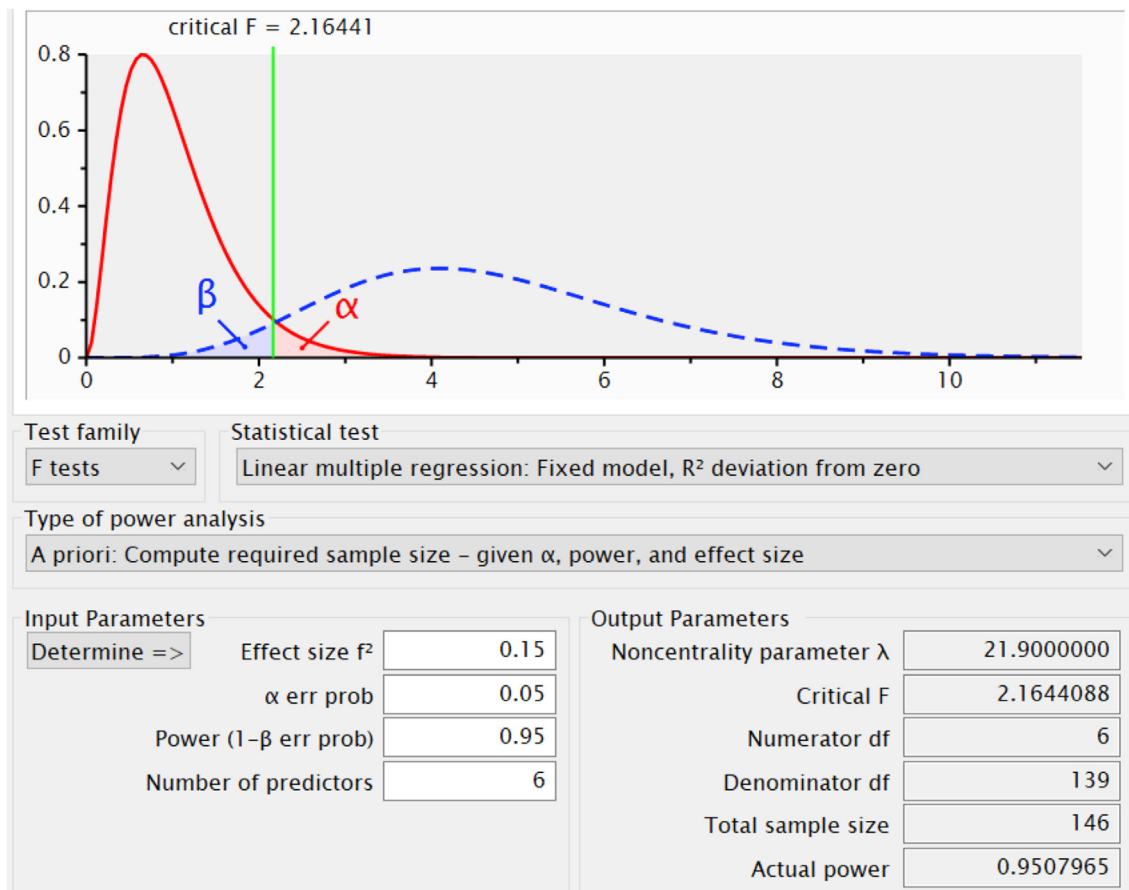 critical F = 2.16441
0.8
0.6
0.4
0.2
0
β
α
0 2 4 6 8 10
Test family
Statistical test
F tests
Linear multiple regression: Fixed model, R² deviation from zero
Type of power analysis
A priori: Compute required sample size – given α, power, and effect size
Input Parameters
Determine =>
Effect size f² 0.15
α err prob 0.05
Power (1–β err prob) 0.95
Number of predictors 6
Output Parameters
Noncentrality parameter λ 21.9000000
Critical F 2.1644088
Numerator df 6
Denominator df 139
Total sample size 146
Actual power 0.9507965